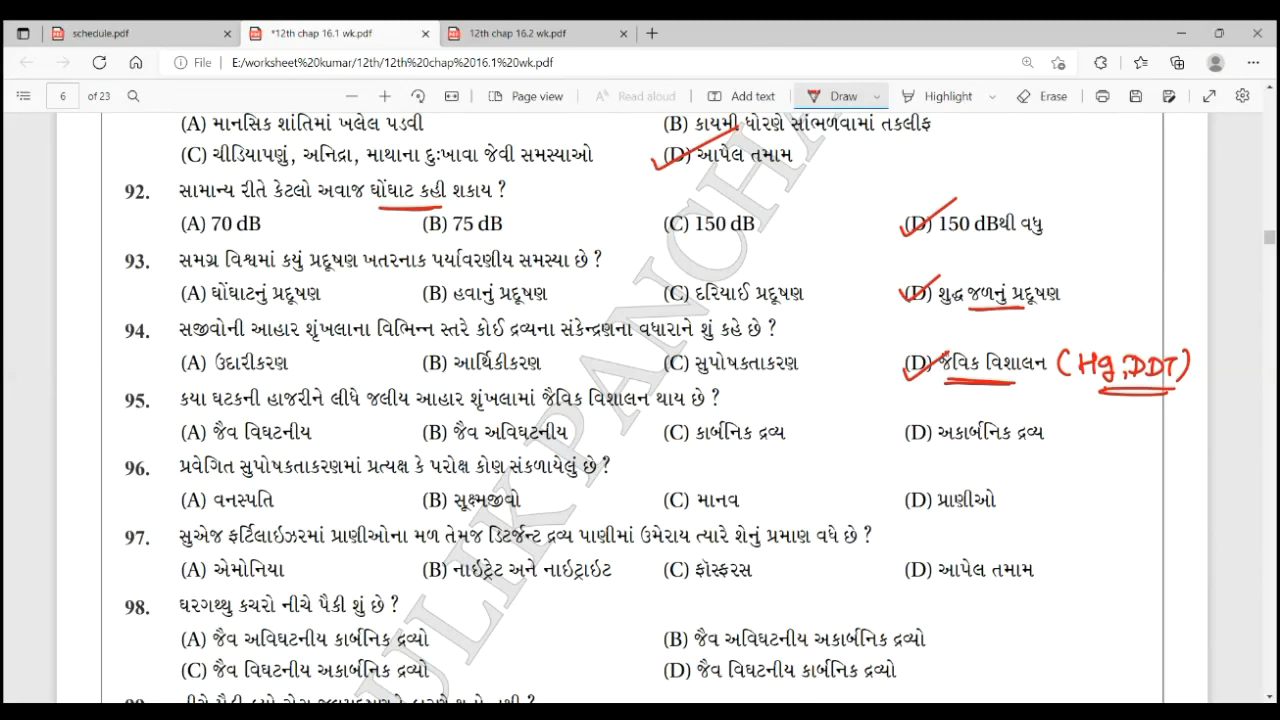 schedule.pdf
*12th chap 16.1 wk.pdf
12th chap 16.2 wk.pdf
File E:/worksheet%20kumar/12th/12th%20chap%2016.1%20wk.pdf
6 of 23 Page view Read aloud Add text Draw Highlight Erase
(A) માનસિક શાંતિમાં ખલેલ પડવી (B) કાયમી ધોરણે સાંભળવામાં તકલીફ
(C) ચીડિયાપણું, અનિદ્રા, માથાના દુઃખાવા જેવી સમસ્યાઓ (D) આપેલ તમામ
92. સામાન્ય રીતે કેટલો અવાજ ઘોંઘાટ કહી શકાય ?
(A) 70 dB (B) 75 dB (C) 150 dB (D) 150 dBથી વધુ
93. સમગ્ર વિશ્વમાં કયું પ્રદૂષણ ખતરનાક પર્યાવરણીય સમસ્યા છે ?
(A) ઘોંઘાટનું પ્રદૂષણ (B) હવાનું પ્રદૂષણ (C) દરિયાઈ પ્રદૂષણ (D) શુદ્ધ જળનું પ્રદૂષણ
94. સજીવોની આહાર શૃંખલાના વિભિન્ન સ્તરે કોઈ દ્રવ્યના સંકેન્દ્રણના વધારાને શું કહે છે ?
(A) ઉદારીકરણ (B) આર્થિકીકરણ (C) સુપોષકતાકરણ (D) જૈવિક વિશાલન (Hg, DDT)
95. કયા ઘટકની હાજરીને લીધે જલીય આહાર શૃંખલામાં જૈવિક વિશાલન થાય છે ?
(A) જૈવ વિઘટનીય (B) જૈવ અવિઘટનીય (C) કાર્બનિક દ્રવ્ય (D) અકાર્બનિક દ્રવ્ય
96. પ્રવેગિત સુપોષકતાકરણમાં પ્રત્યક્ષ કે પરોક્ષ કોણ સંકળાયેલું છે ?
(A) વનસ્પતિ (B) સૂક્ષ્મજીવો (C) માનવ (D) પ્રાણીઓ
97. સુએજ ફર્ટિલાઇઝરમાં પ્રાણીઓના મળ તેમજ ડિટર્જન્ટ દ્રવ્ય પાણીમાં ઉમેરાય ત્યારે શેનું પ્રમાણ વધે છે ?
(A) એમોનિયા (B) નાઇટ્રેટ અને નાઇટ્રાઇટ (C) ફૉસ્ફરસ (D) આપેલ તમામ
98. ઘરગથ્થુ કચરો નીચે પૈકી શું છે ?
(A) જૈવ અવિઘટનીય કાર્બનિક દ્રવ્યો (B) જૈવ અવિઘટનીય અકાર્બનિક દ્રવ્યો
(C) જૈવ વિઘટનીય અકાર્બનિક દ્રવ્યો (D) જૈવ વિઘટનીય કાર્બનિક દ્રવ્યો